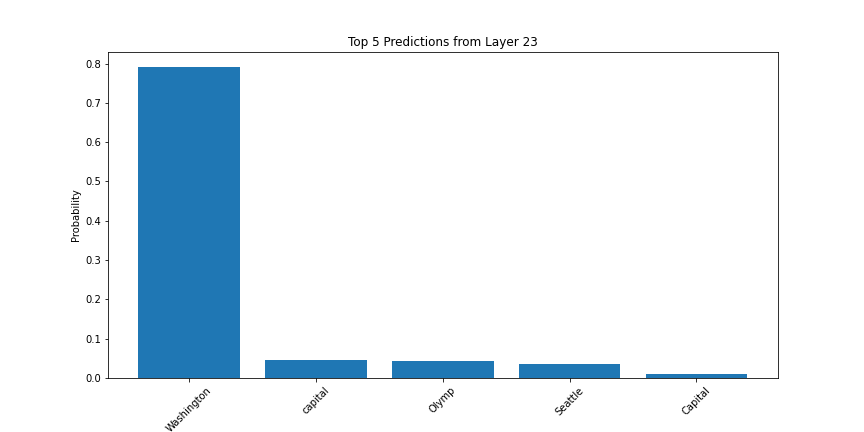 Top 5 Predictions from Layer 23
Probability
0.8
0.7
0.6
0.5
0.4
0.3
0.2
0.1
0.0
Washington
capital
Olymp
Seattle
Capital